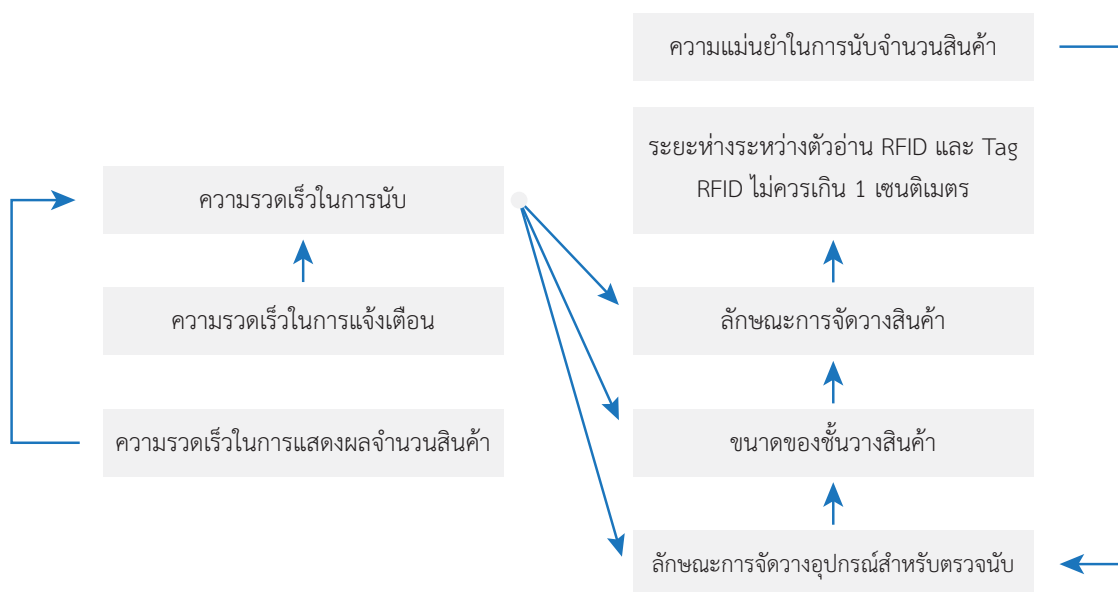 ความแม่นยำในการนับจำนวนสินค้า
ระยะห่างระหว่างตัวอ่าน RFID และ Tag
RFID ไม่ควรเกิน 1 เซนติเมตร
ความรวดเร็วในการนับ
ความรวดเร็วในการแจ้งเตือน
ลักษณะการจัดวางสินค้า
ความรวดเร็วในการแสดงผลจำนวนสินค้า
ขนาดของชั้นวางสินค้า
ลักษณะการจัดวางอุปกรณ์สำหรับตรวจนับ